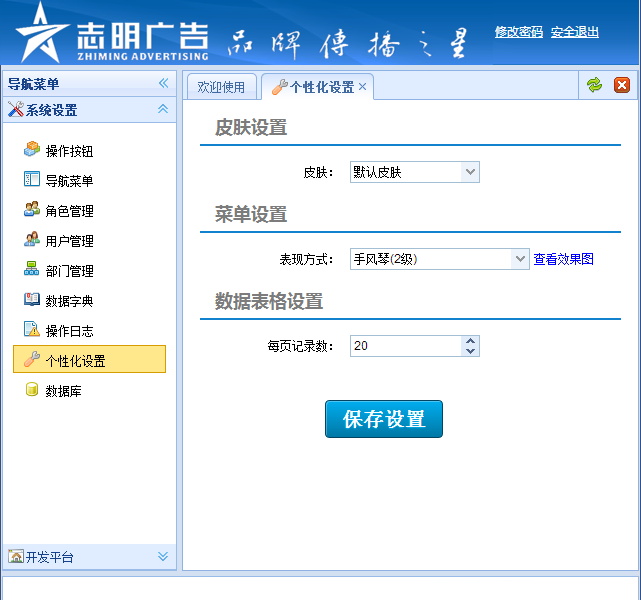 志明广告
ZHIMING ADVERTISING
品牌傳播之星
修改密码 安全退出
导航菜单
系统设置
操作按钮
导航菜单
角色管理
用户管理
部门管理
数据字典
操作日志
个性化设置
数据库
开发平台
欢迎使用
个性化设置
皮肤设置
皮肤： 默认皮肤
菜单设置
表现方式： 手风琴(2级) 查看效果图
数据表格设置
每页记录数： 20
保存设置